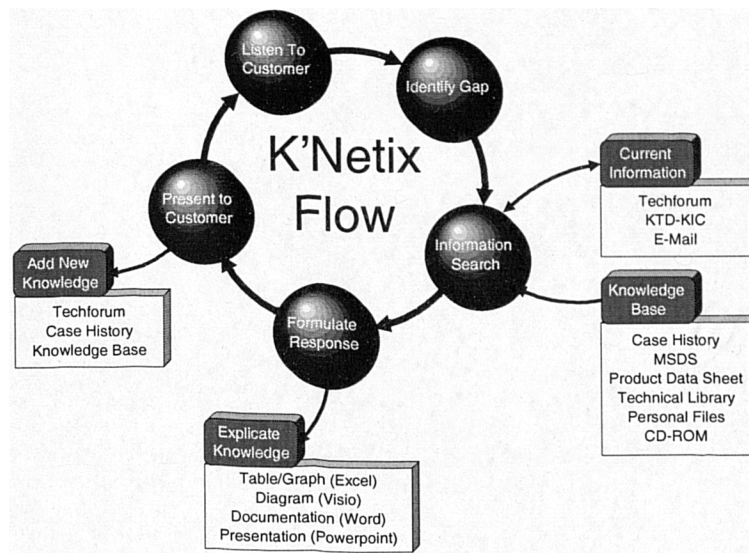 Listen To
Customer
Identify Gap
K'Netix
Flow
Current
Information
Techforum
KTD-KIC
E-Mail
Present to
Customer
Information
Search
Add New
Knowledge
Techforum
Case History
Knowledge Base
Formulate
Response
Knowledge
Base
Case History
MSDS
Product Data Sheet
Technical Library
Personal Files
CD-ROM
Explicate
Knowledge
Table/Graph (Excel)
Diagram (Visio)
Documentation (Word)
Presentation (Powerpoint)